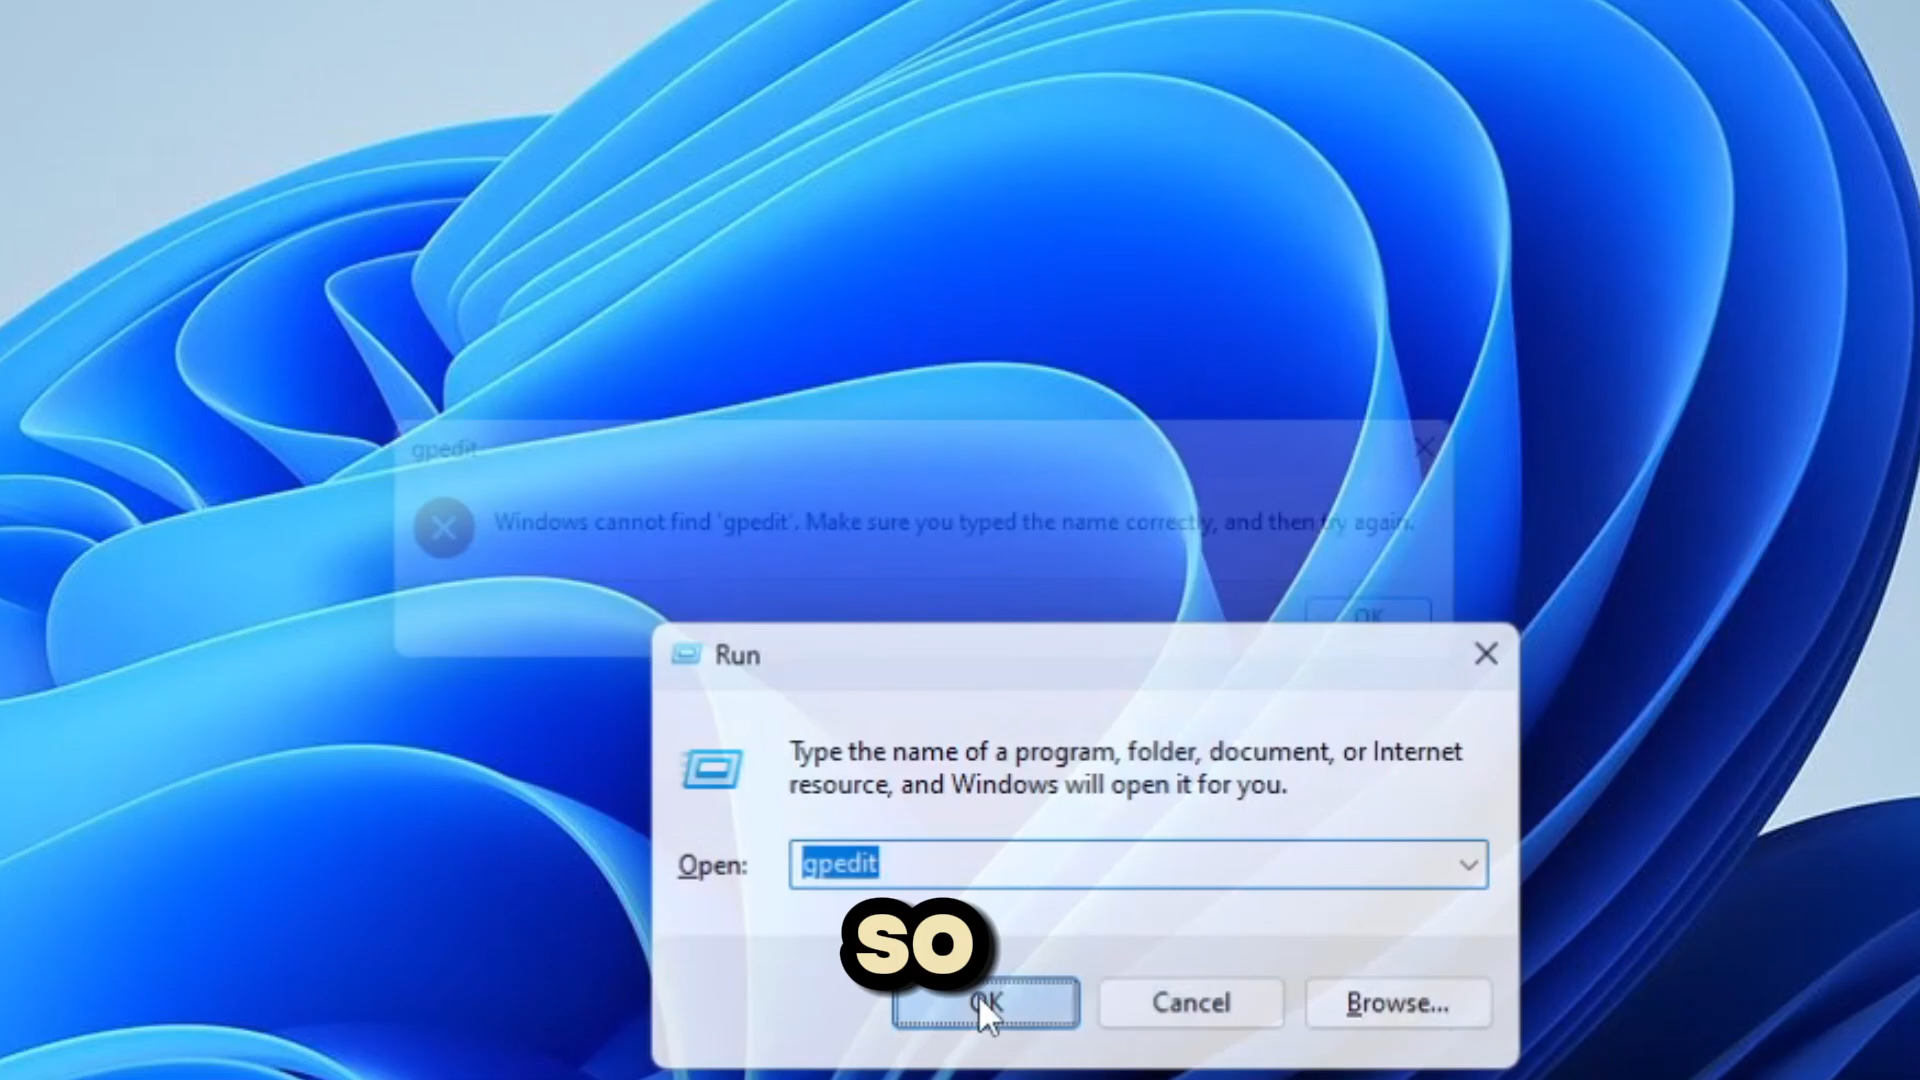 gpedit
Windows cannot find 'gpedit'. Make sure you typed the name correctly, and then try again.
OK
Run
Type the name of a program, folder, document, or Internet
resource, and Windows will open it for you.
Open: gpedit
SO
OK Cancel Browse...